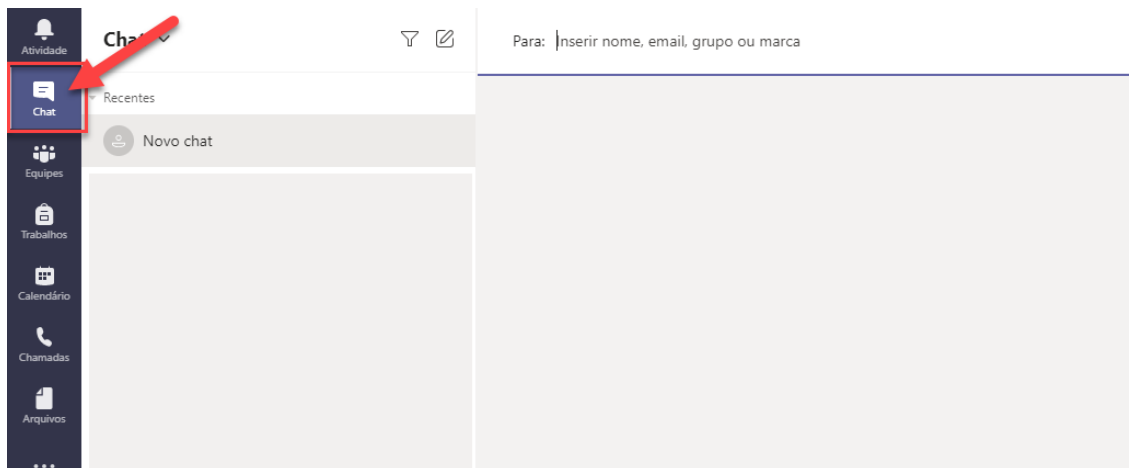 Atividade
Chat
Equipes
Trabalhos
Calendário
Chamadas
Arquivos
Chat
Recentes
Novo chat
Para: Inserir nome, email, grupo ou marca